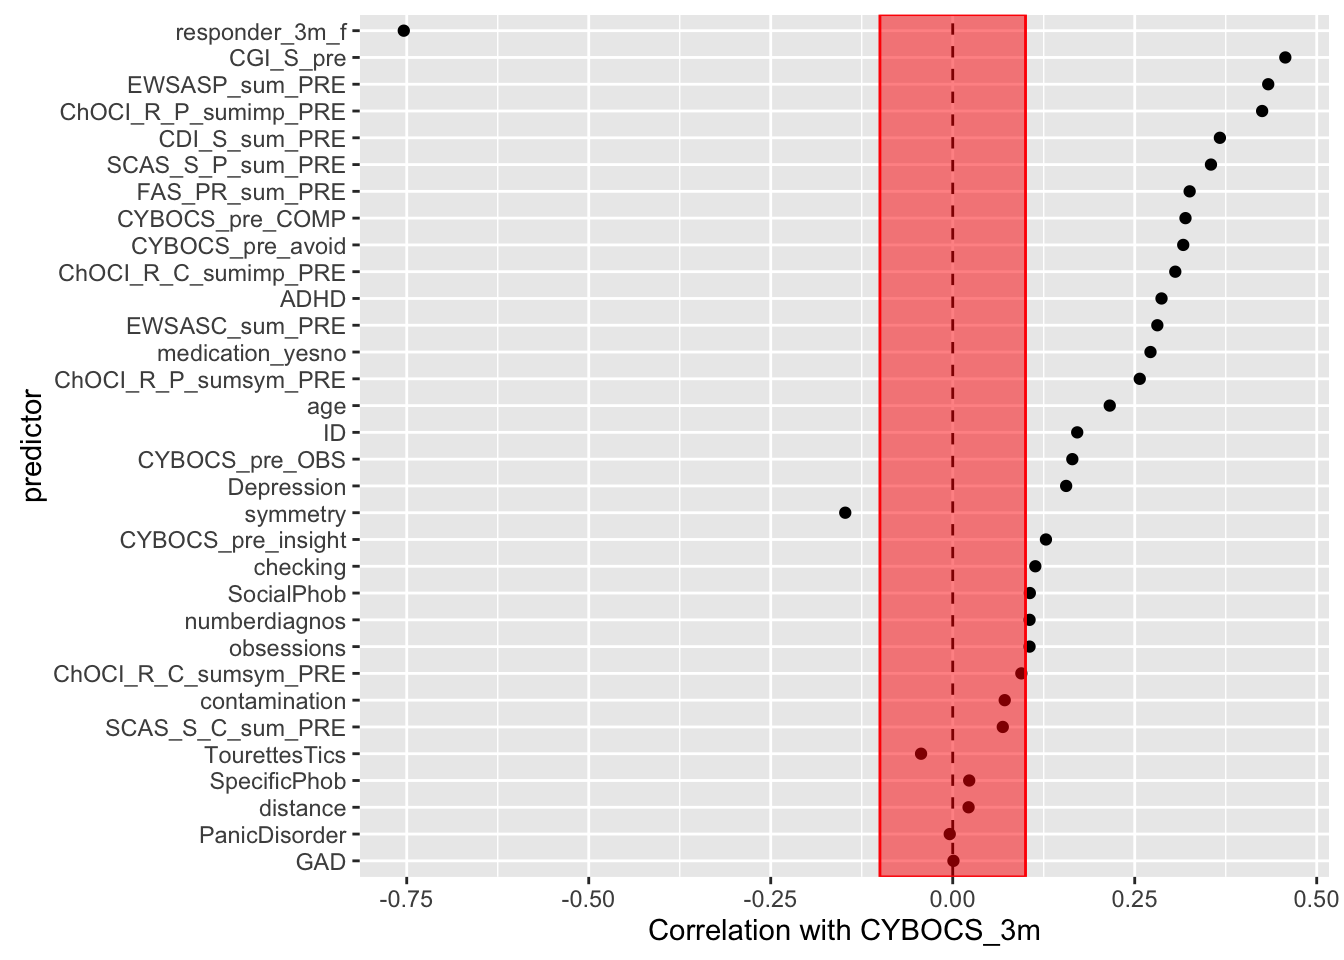 responder_3m_f
CGI_S_pre
EWSASP_sum_PRE
ChOCI_R_P_sumimp_PRE
CDI_S_sum_PRE
SCAS_S_P_sum_PRE
FAS_PR_sum_PRE
CYBOCS_pre_COMP
CYBOCS_pre_avoid
ChOCI_R_C_sumimp_PRE
ADHD
EWSASC_sum_PRE
medication_yesno
ChOCI_R_P_sumsym_PRE
age
ID
CYBOCS_pre_OBS
Depression
symmetry
CYBOCS_pre_insight
checking
SocialPhob
numberdiagnos
obsessions
ChOCI_R_C_sumsym_PRE
contamination
SCAS_S_C_sum_PRE
TourettesTics
SpecificPhob
distance
PanicDisorder
GAD
predictor
-0.75 -0.50 -0.25 0.00 0.25 0.50
Correlation with CYBOCS_3m